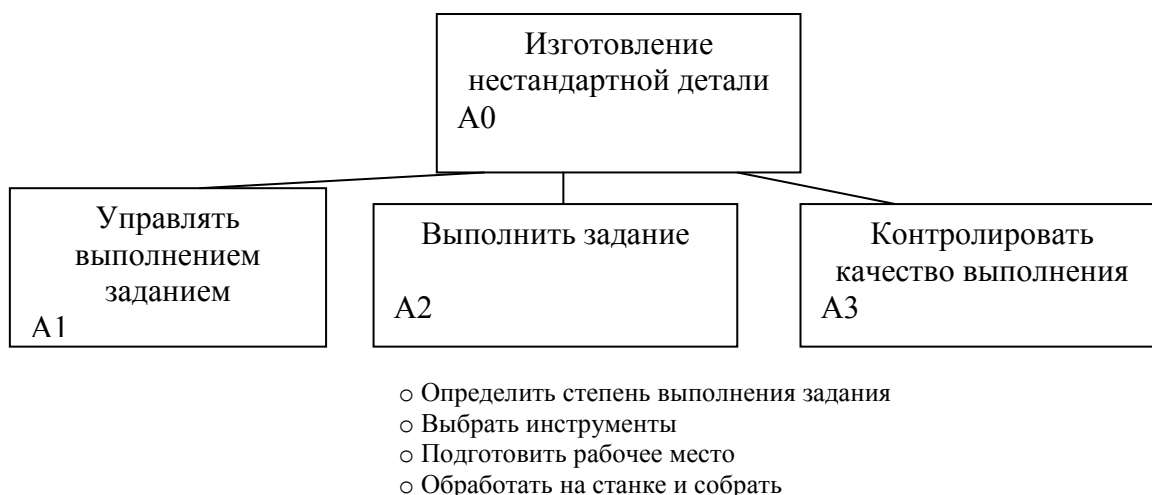 Изготовление
нестандартной детали
А0
Управлять
выполнением
заданием
А1
Выполнить задание
А2
Контролировать
качество выполнения
А3
o Определить степень выполнения задания
o Выбрать инструменты
o Подготовить рабочее место
o Обработать на станке и собрать